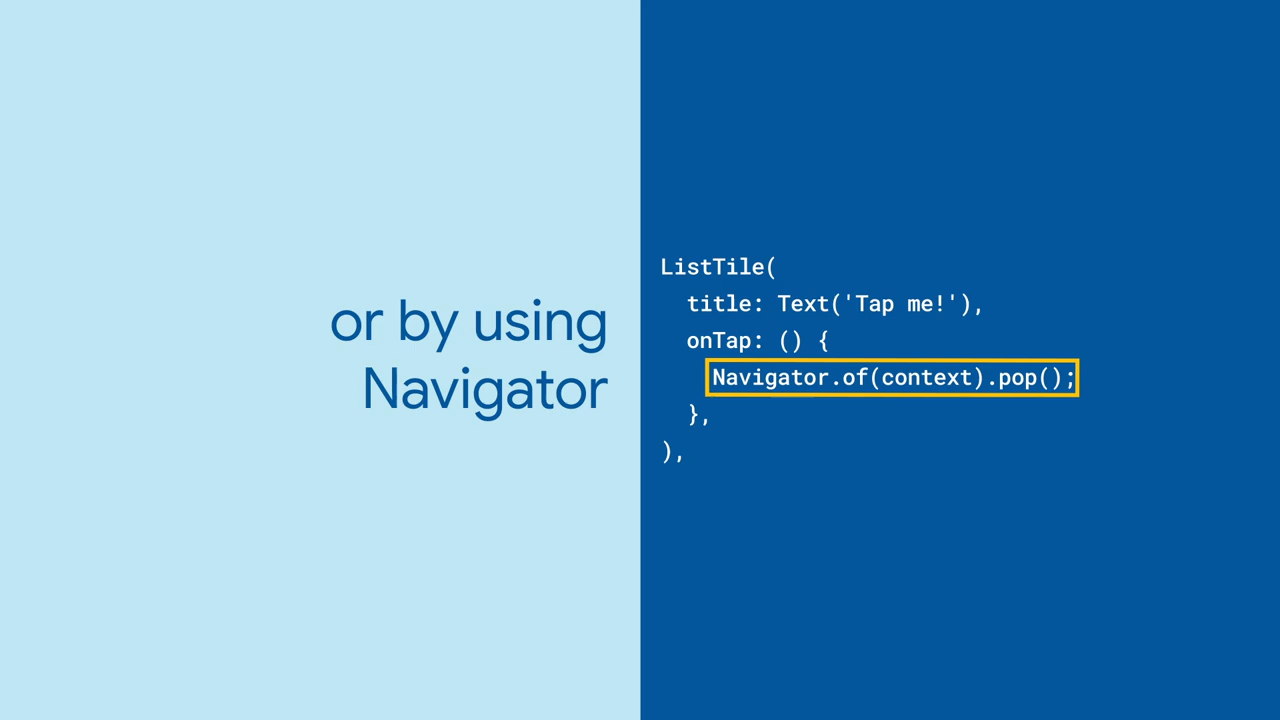 or by using
Navigator
ListTile(
  title: Text('Tap me!'),
  onTap: () {
    Navigator.of(context).pop();
  },
),